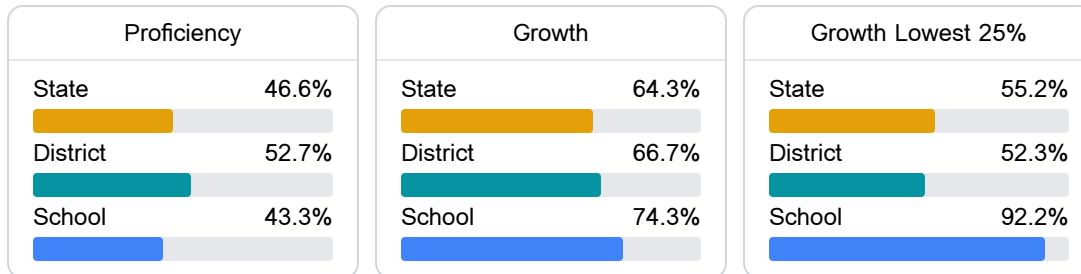 Proficiency
State 46.6%
District 52.7%
School 43.3%
Growth
State 64.3%
District 66.7%
School 74.3%
Growth Lowest 25%
State 55.2%
District 52.3%
School 92.2%